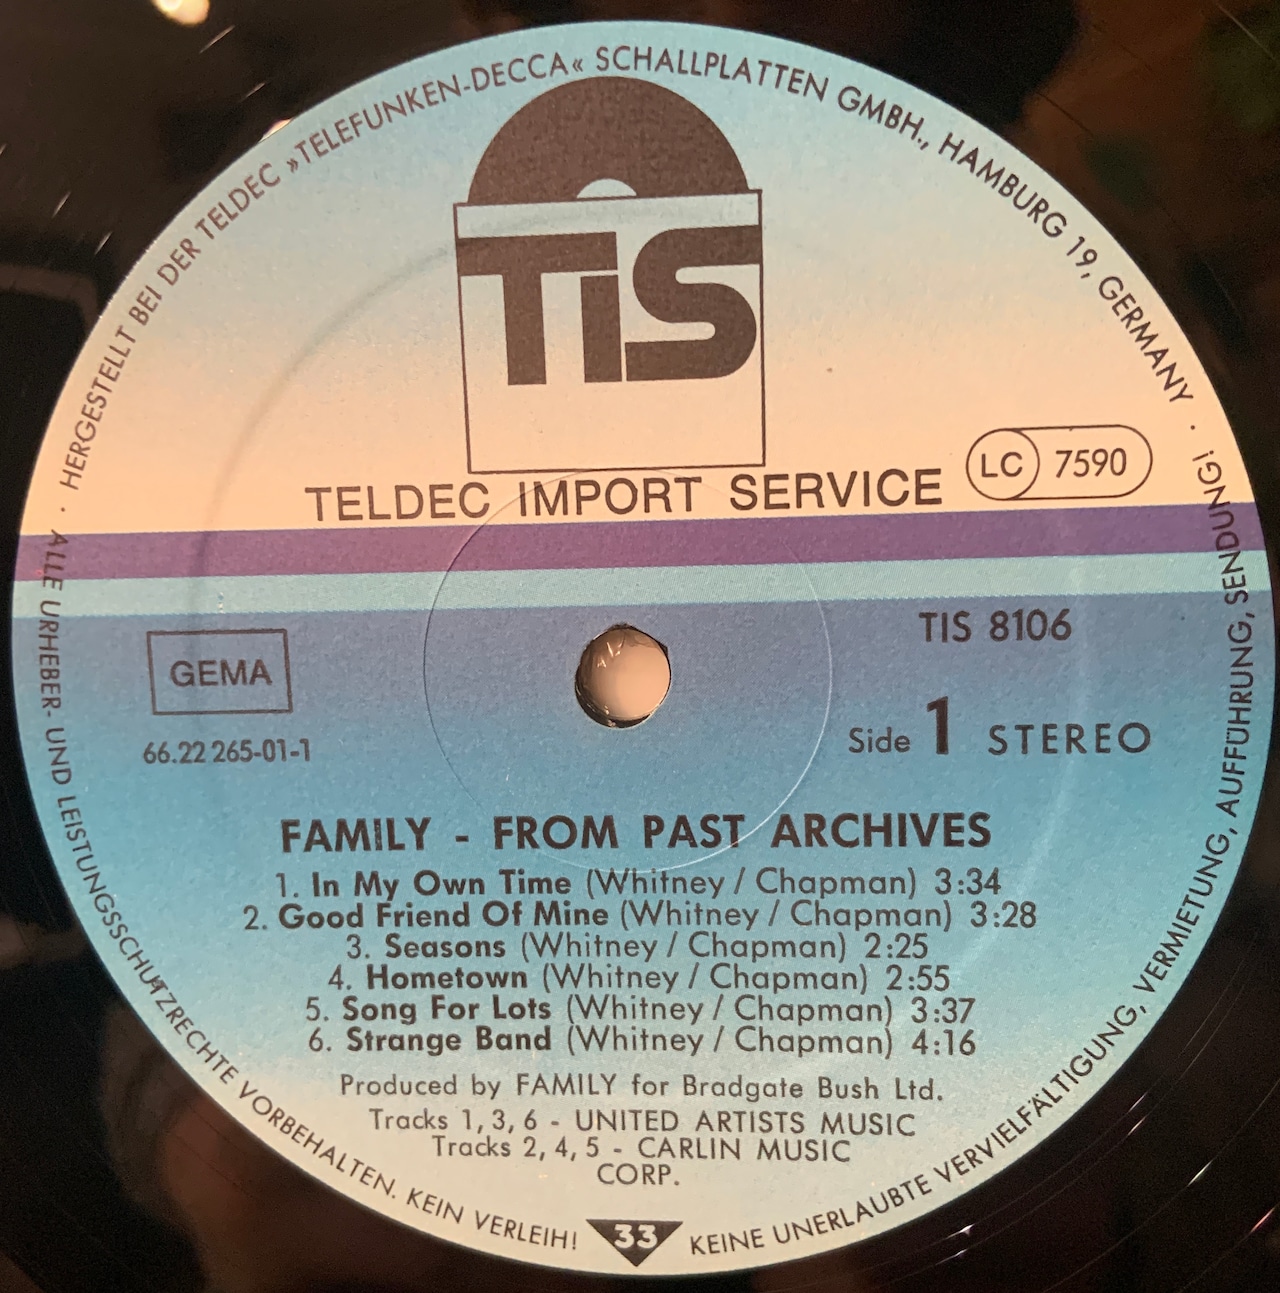 HERGESTELLT BEI DER TELDEC »TELEFUNKEN-DECCA« SCHALLPLATTEN GMBH., HAMBURG 19, GERMANY ·
TiS
TELDEC IMPORT SERVICE
LC 7590
TIS 8106
GEMA
66.22 265-01-1
Side 1 STEREO
FAMILY - FROM PAST ARCHIVES
1. In My Own Time (Whitney / Chapman) 3:34
2. Good Friend Of Mine (Whitney / Chapman) 3:28
3. Seasons (Whitney / Chapman) 2:25
4. Hometown (Whitney / Chapman) 2:55
5. Song For Lots (Whitney / Chapman) 3:37
6. Strange Band (Whitney / Chapman) 4:16
Produced by FAMILY for Bradgate Bush Ltd.
Tracks 1, 3, 6 - UNITED ARTISTS MUSIC
Tracks 2, 4, 5 - CARLIN MUSIC
CORP.
33
· ALLE URHEBER- UND LEISTUNGSSCHUTZRECHTE VORBEHALTEN. KEIN VERLEIH! KEINE UNERLAUBTE VERVIELFÄLTIGUNG, VERMIETUNG, AUFFÜHRUNG, SENDUNG!